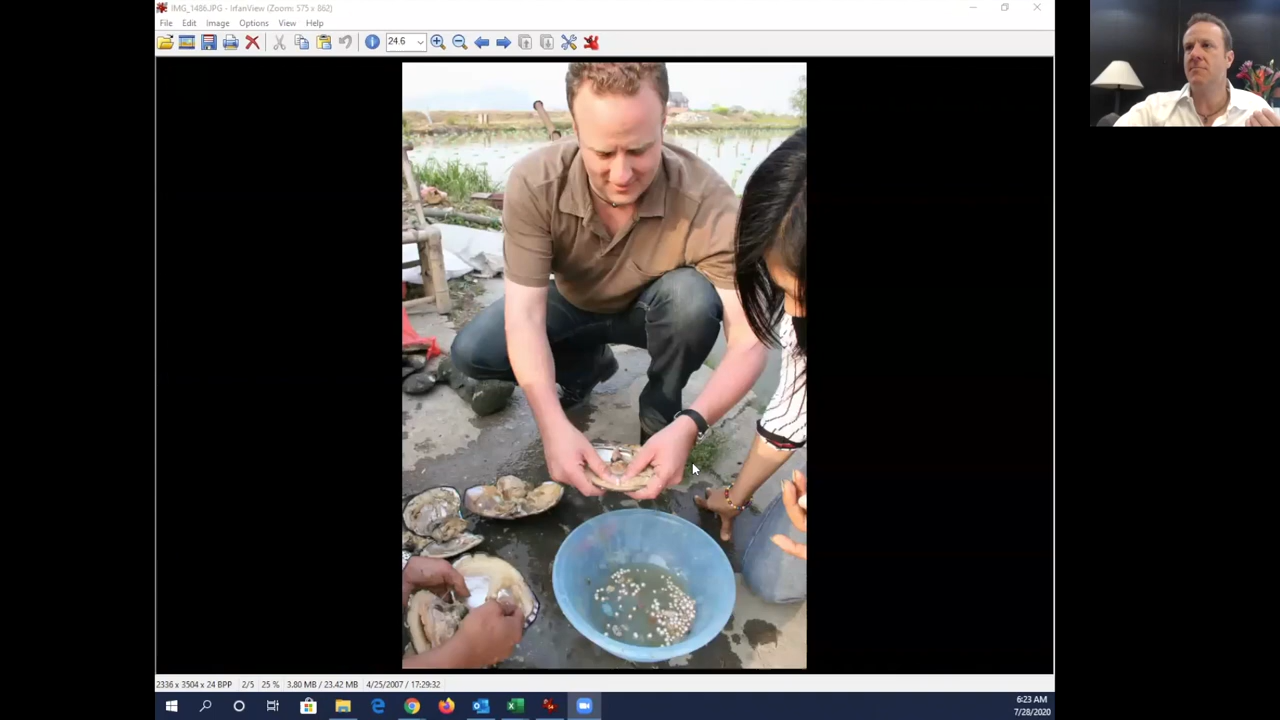 IMG_1486.JPG - IrfanView (Zoom: 575 x 862)
File Edit Image Options View Help
24.6
2336 x 3504 x 24 BPP 2/5 25 % 3.80 MB / 23.42 MB 4/25/2007 / 17:29:32
6:23 AM
7/28/2020